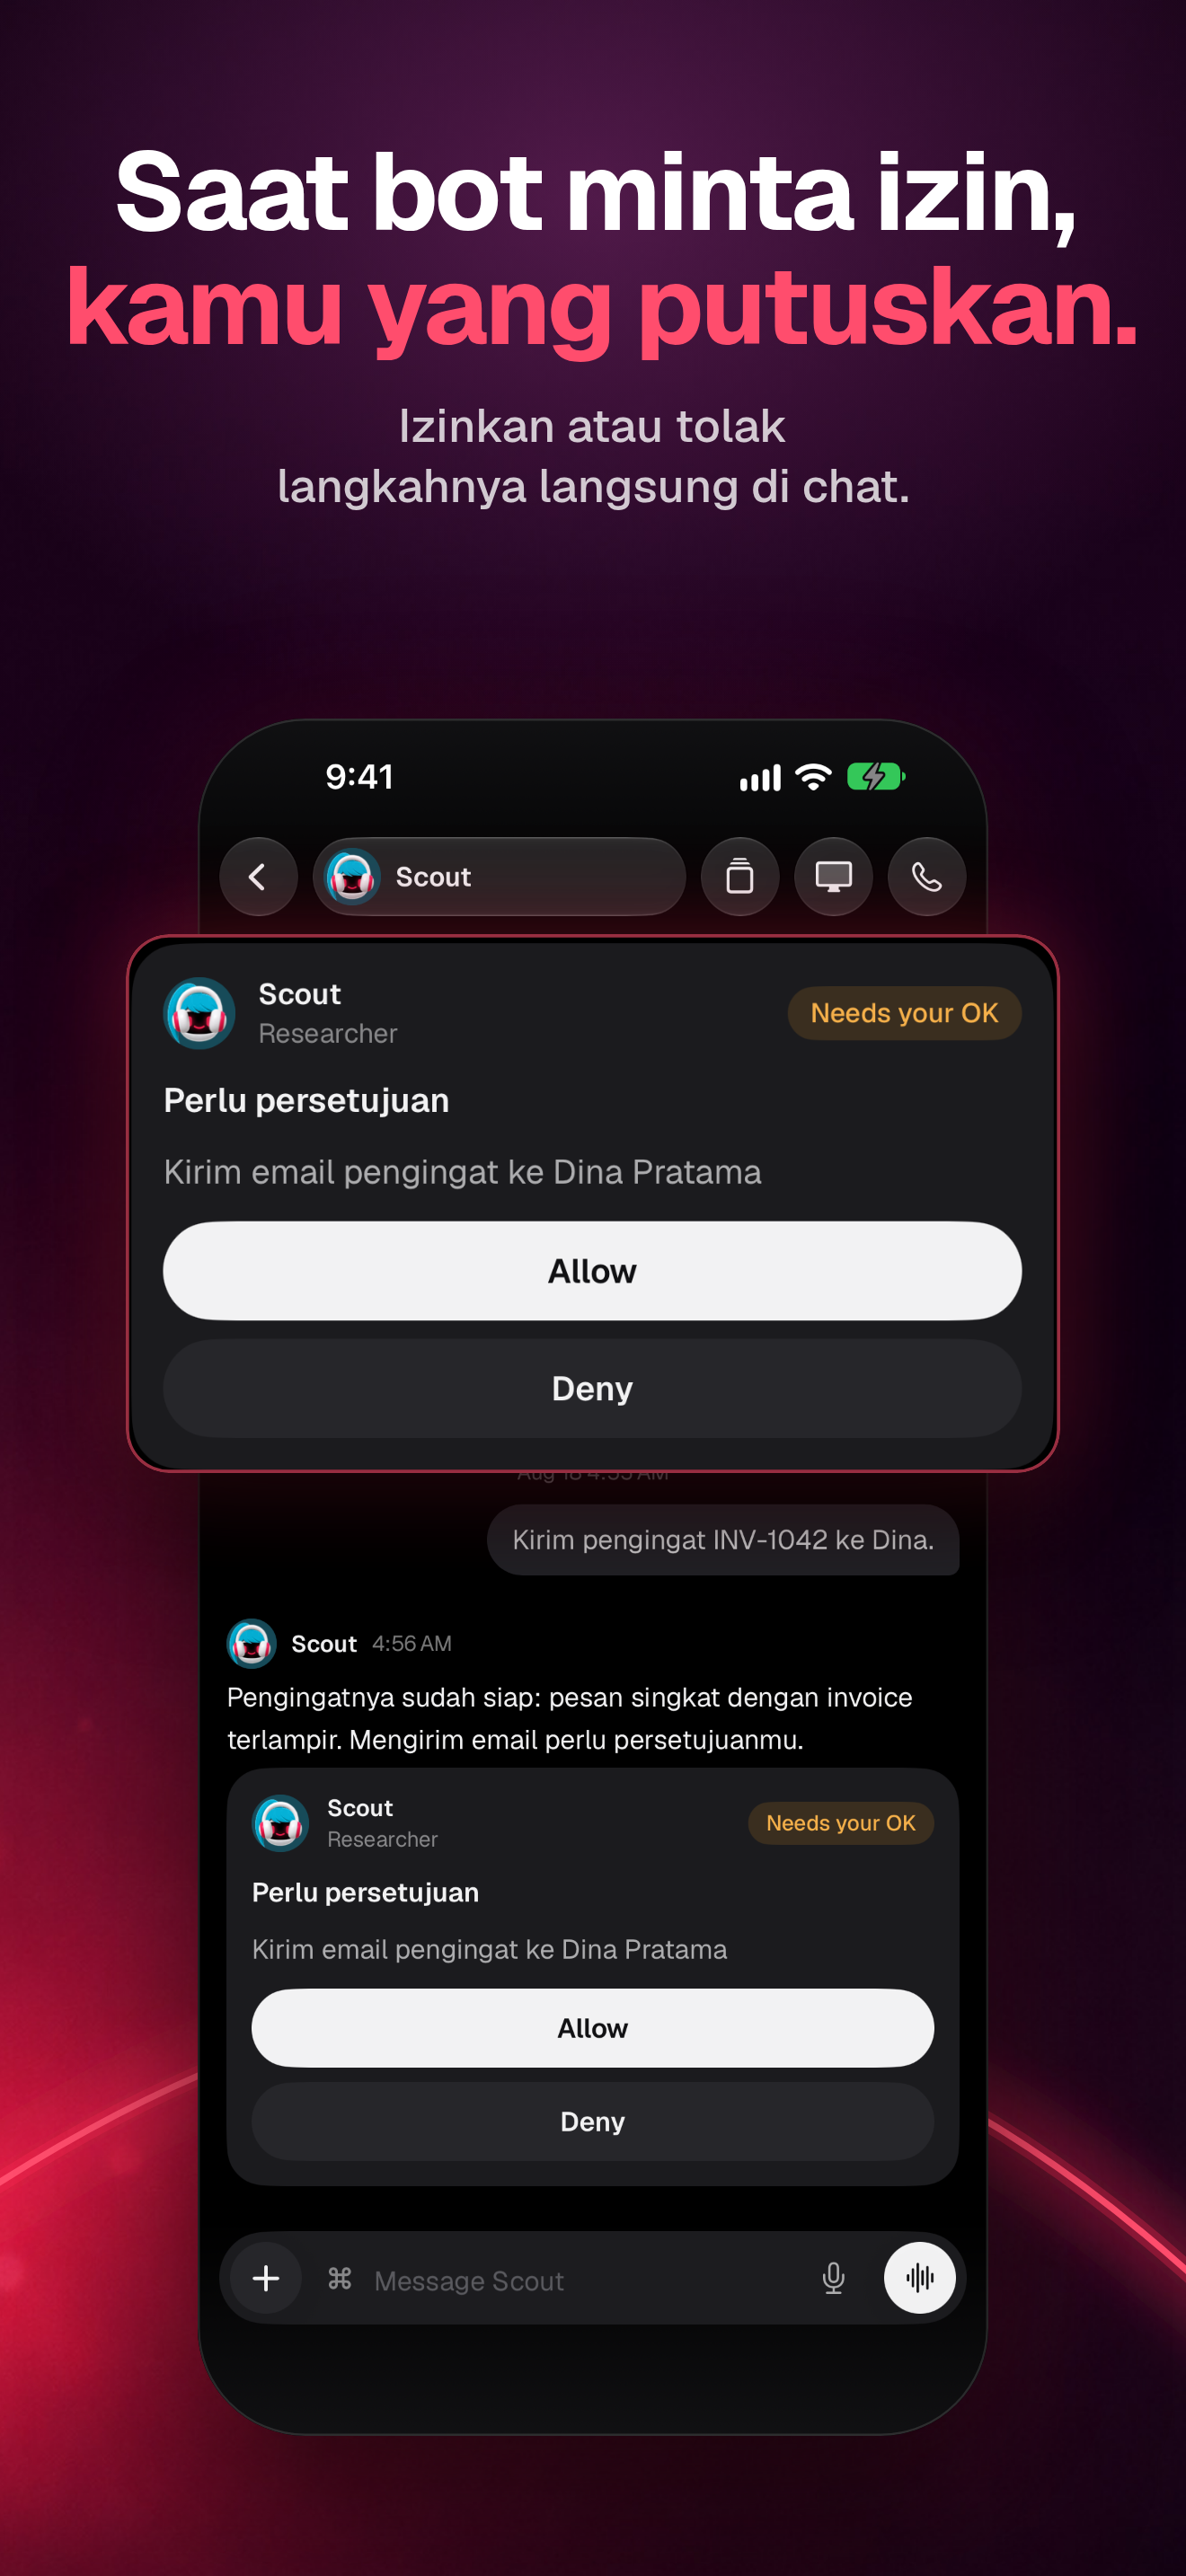 Saat bot minta izin,
kamu yang putuskan.
Izinkan atau tolak
langkahnya langsung di chat.
9:41
Scout
Scout
Needs your OK
Researcher
Perlu persetujuan
Kirim email pengingat ke Dina Pratama
Allow
Deny
Kirim pengingat INV-1042 ke Dina.
Scout 4:56 AM
Pengingatnya sudah siap: pesan singkat dengan invoice
terlampir. Mengirim email perlu persetujuanmu.
Scout
Needs your OK
Researcher
Perlu persetujuan
Kirim email pengingat ke Dina Pratama
Allow
Deny
Message Scout